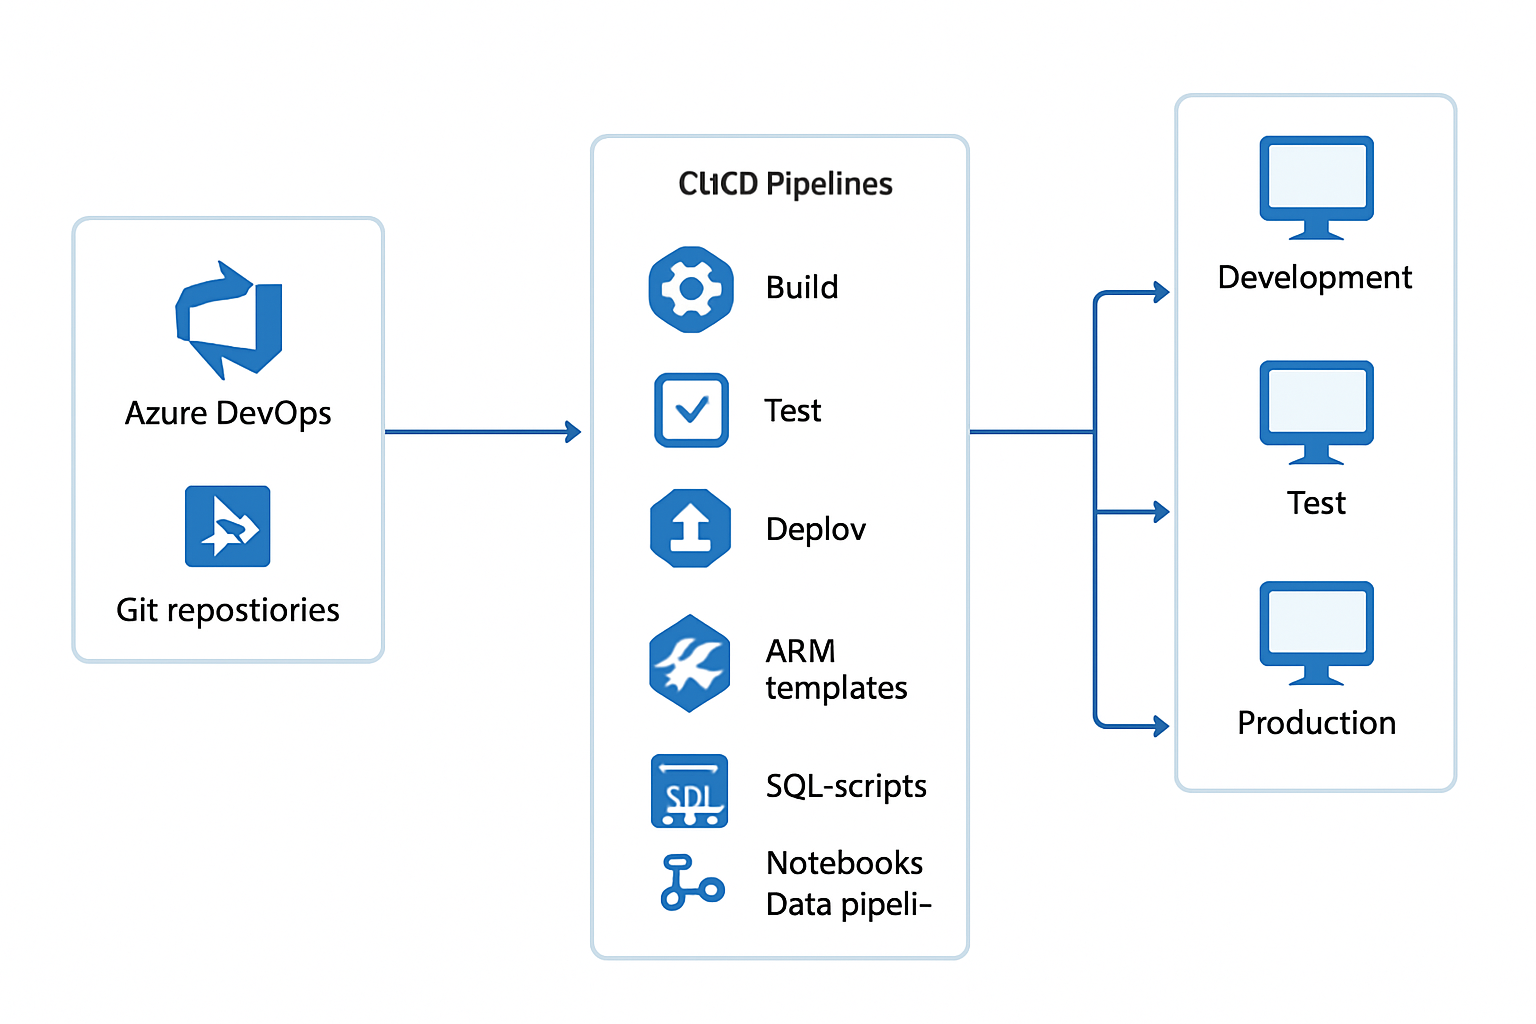 Azure DevOps
Git repostiories
CLICD Pipelines
Build
Test
Deplov
ARM
templates
SDL
SQL-scripts
Notebooks
Data pipeli-
Development
Test
Production